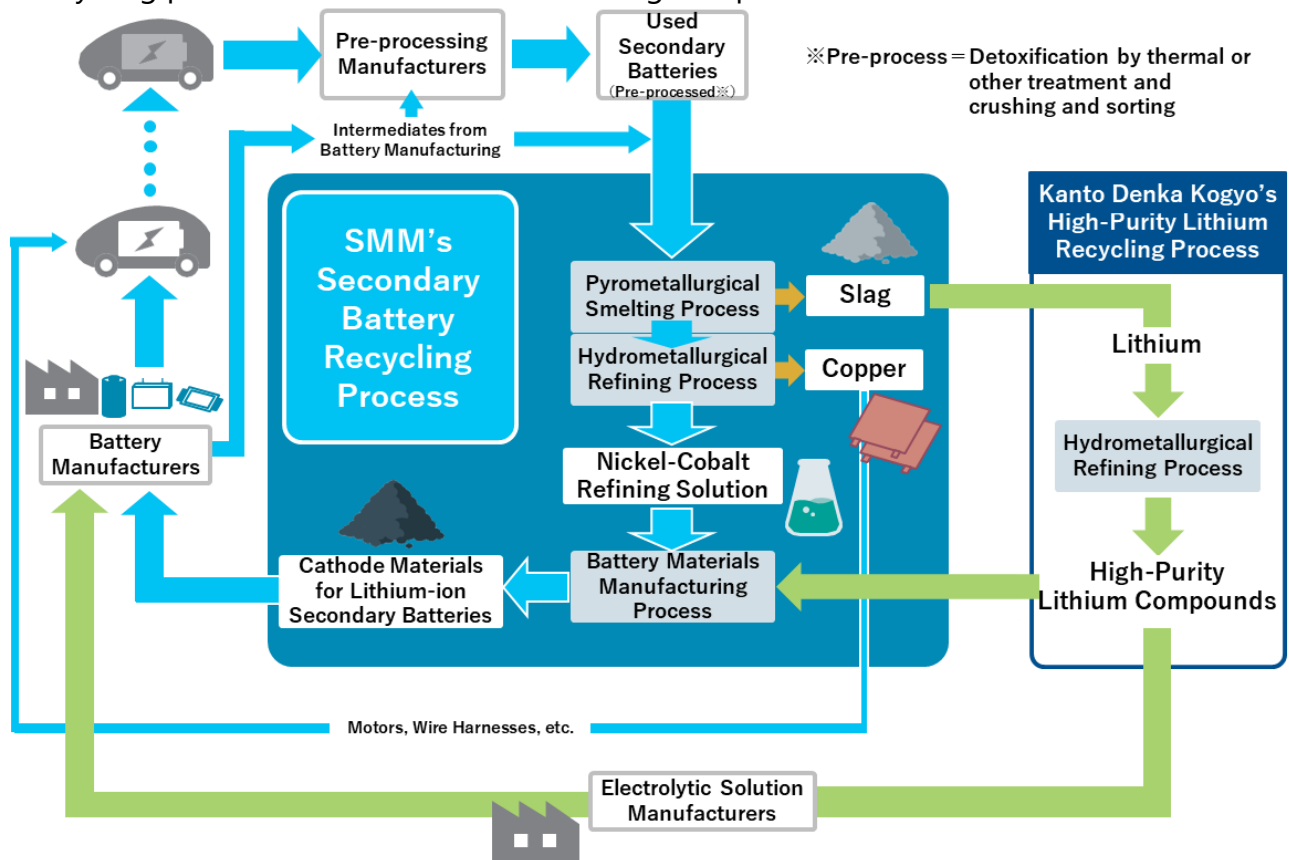 Pre-processing
Manufacturers
Used
Secondary
Batteries
(Pre-processed※)
※Pre-process＝Detoxification by thermal or
other treatment and
crushing and sorting
Intermediates from
Battery Manufacturing
SMM's
Secondary
Battery
Recycling
Process
Pyrometallurgical
Smelting Process
Slag
Hydrometallurgical
Refining Process
Copper
Nickel-Cobalt
Refining Solution
Battery Materials
Manufacturing
Process
Cathode Materials
for Lithium-ion
Secondary Batteries
Battery
Manufacturers
Kanto Denka Kogyo's
High-Purity Lithium
Recycling Process
Lithium
Hydrometallurgical
Refining Process
High-Purity
Lithium Compounds
Motors, Wire Harnesses, etc.
Electrolytic Solution
Manufacturers